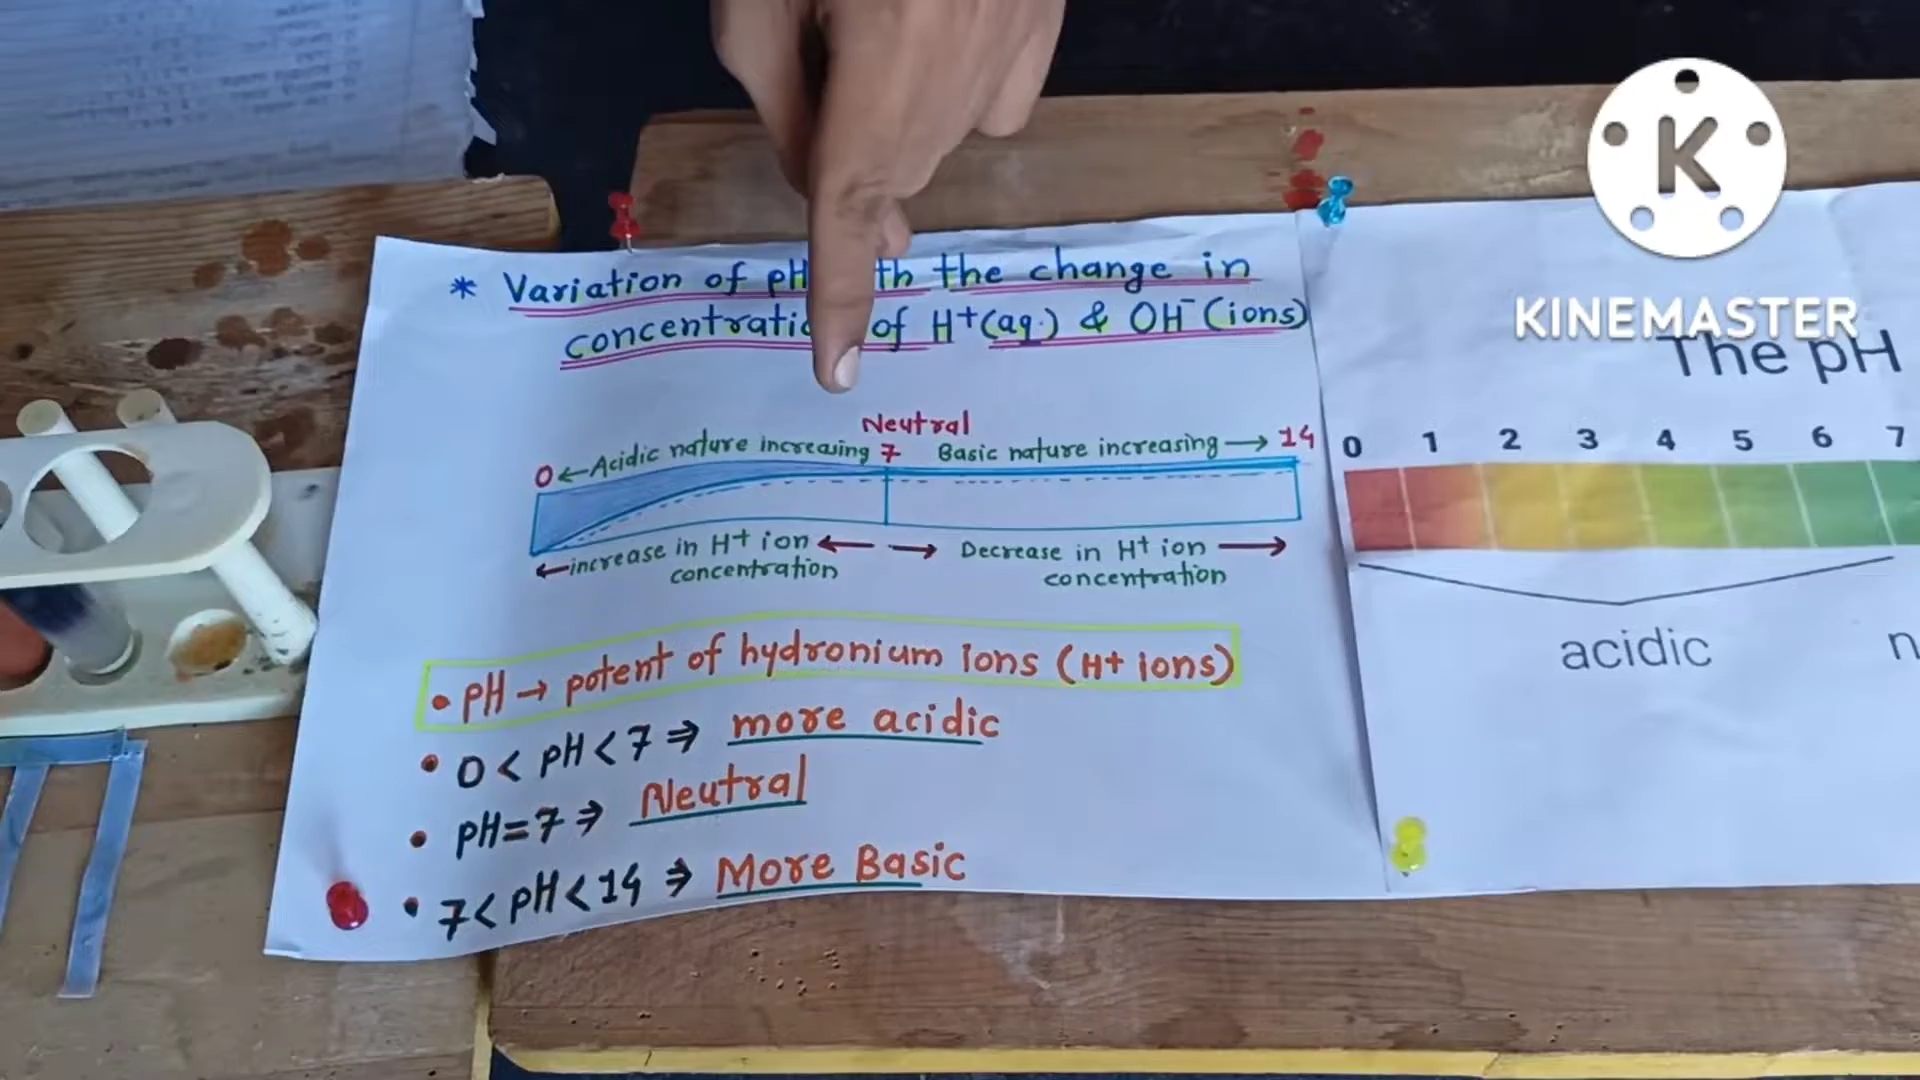 * Variation of pH th the change in
concentratio of H+(aq.) & OH⁻(ions)
Neutral
0 ← Acidic nature increasing 7 Basic nature increasing → 14
←increase in H+ ion ← → Decrease in H+ ion →
concentration concentration
• pH → potent of hydronium ions (H+ ions)
• 0 < pH < 7 ⇒ more acidic
• pH = 7 ⇒ Neutral
• 7 < pH < 14 ⇒ More Basic
K
KINEMASTER
The pH
0 1 2 3 4 5 6 7
acidic
n